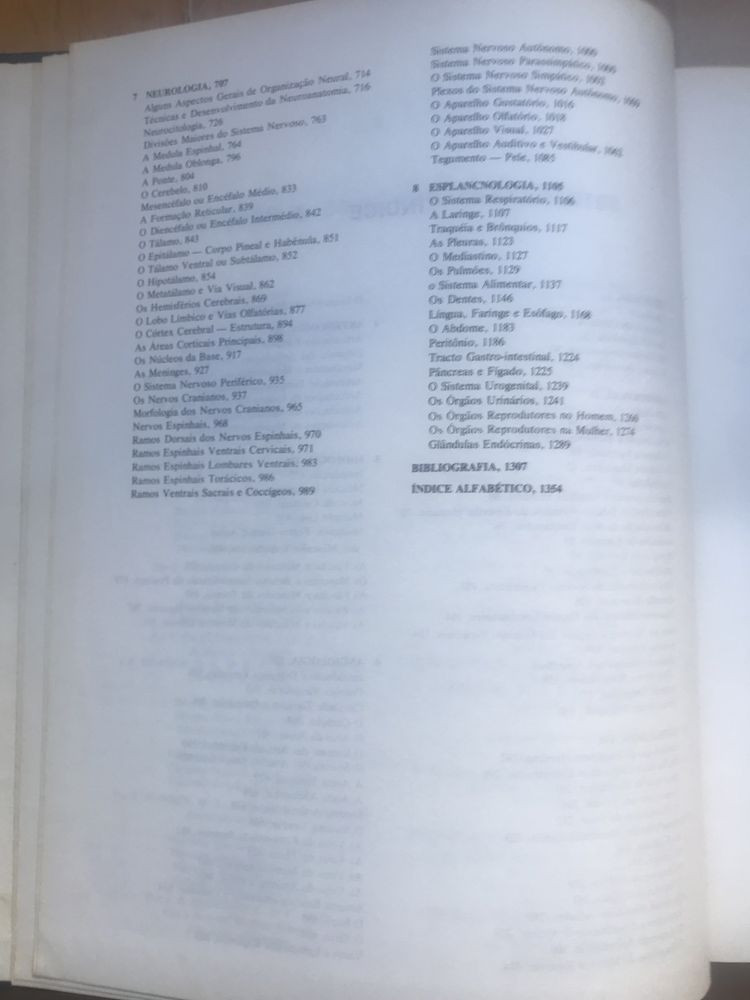 7 NEUROLOGIA, 707
Alguns Aspectos Gerais de Organização Neural, 714
Técnicas e Desenvolvimento da Neuroanatomia, 716
Neurocitologia, 726
Divisões Maiores do Sistema Nervoso, 763
A Medula Espinhal, 764
A Medula Oblonga, 796
A Ponte, 804
O Cerebelo, 810
Mesencéfalo ou Encéfalo Médio, 833
A Formação Reticular, 839
O Diencéfalo ou Encéfalo Intermédio, 842
O Tálamo, 843
O Epitálamo — Corpo Pineal e Habênula, 851
O Tálamo Ventral ou Subtálamo, 852
O Hipotálamo, 854
O Metatálamo e Via Visual, 862
Os Hemisférios Cerebrais, 869
O Lobo Límbico e Vias Olfatórias, 877
O Córtex Cerebral — Estrutura, 894
As Áreas Corticais Principais, 898
Os Núcleos da Base, 917
As Meninges, 927
O Sistema Nervoso Periférico, 935
Os Nervos Cranianos, 937
Morfologia dos Nervos Cranianos, 965
Nervos Espinhais, 968
Ramos Dorsais dos Nervos Espinhais, 970
Ramos Espinhais Ventrais Cervicais, 971
Ramos Espinhais Lombares Ventrais, 983
Ramos Espinhais Torácicos, 986
Ramos Ventrais Sacrais e Coccígeos, 989
Sistema Nervoso Autônomo,
Sistema Nervoso Parassimpático,
O Sistema Nervoso Simpático,
Plexos do Sistema Nervoso Autônomo,
O Aparelho Gustatório, 1016
O Aparelho Olfatório, 1018
O Aparelho Visual, 1027
O Aparelho Auditivo e Vestibular,
Tegumento — Pele, 1085
8 ESPLANCNOLOGIA, 1105
O Sistema Respiratório, 1106
A Laringe, 1107
Traquéia e Brônquios, 1117
As Pleuras, 1123
O Mediastino, 1127
Os Pulmões, 1129
o Sistema Alimentar, 1137
Os Dentes, 1146
Língua, Faringe e Esôfago, 1168
O Abdome, 1183
Peritônio, 1186
Tracto Gastro-intestinal,
Pâncreas e Fígado, 1225
O Sistema Urogenital, 1239
Os Órgãos Urinários, 1241
Os Órgãos Reprodutores no Homem,
Os Órgãos Reprodutores na Mulher,
Glândulas Endócrinas, 1289
BIBLIOGRAFIA, 1307
ÍNDICE ALFABÉTICO, 1354